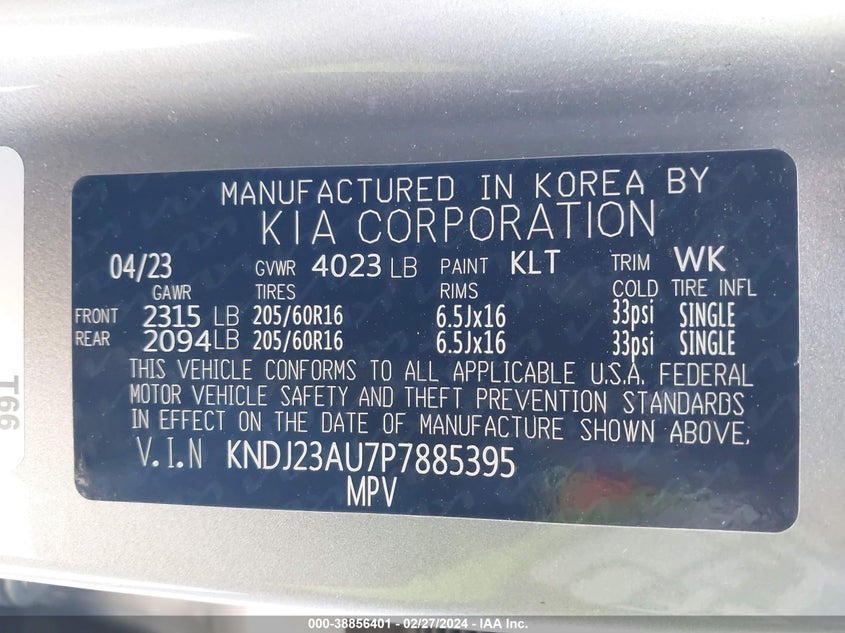 MANUFACTURED IN KOREA BY
KIA CORPORATION
04/23 GVWR 4023 LB PAINT KLT TRIM WK
GAWR TIRES RIMS COLD TIRE INFL
FRONT 2315 LB 205/60R16 6.5Jx16 33psi SINGLE
REAR 2094 LB 205/60R16 6.5Jx16 33psi SINGLE
THIS VEHICLE CONFORMS TO ALL APPLICABLE U.S.A. FEDERAL
MOTOR VEHICLE SAFETY AND THEFT PREVENTION STANDARDS
IN EFFECT ON THE DATE OF MANUFACTURE SHOWN ABOVE.
V.I.N KNDJ23AU7P7885395
MPV
T66
000-38856401 - 02/27/2024 - IAA Inc.